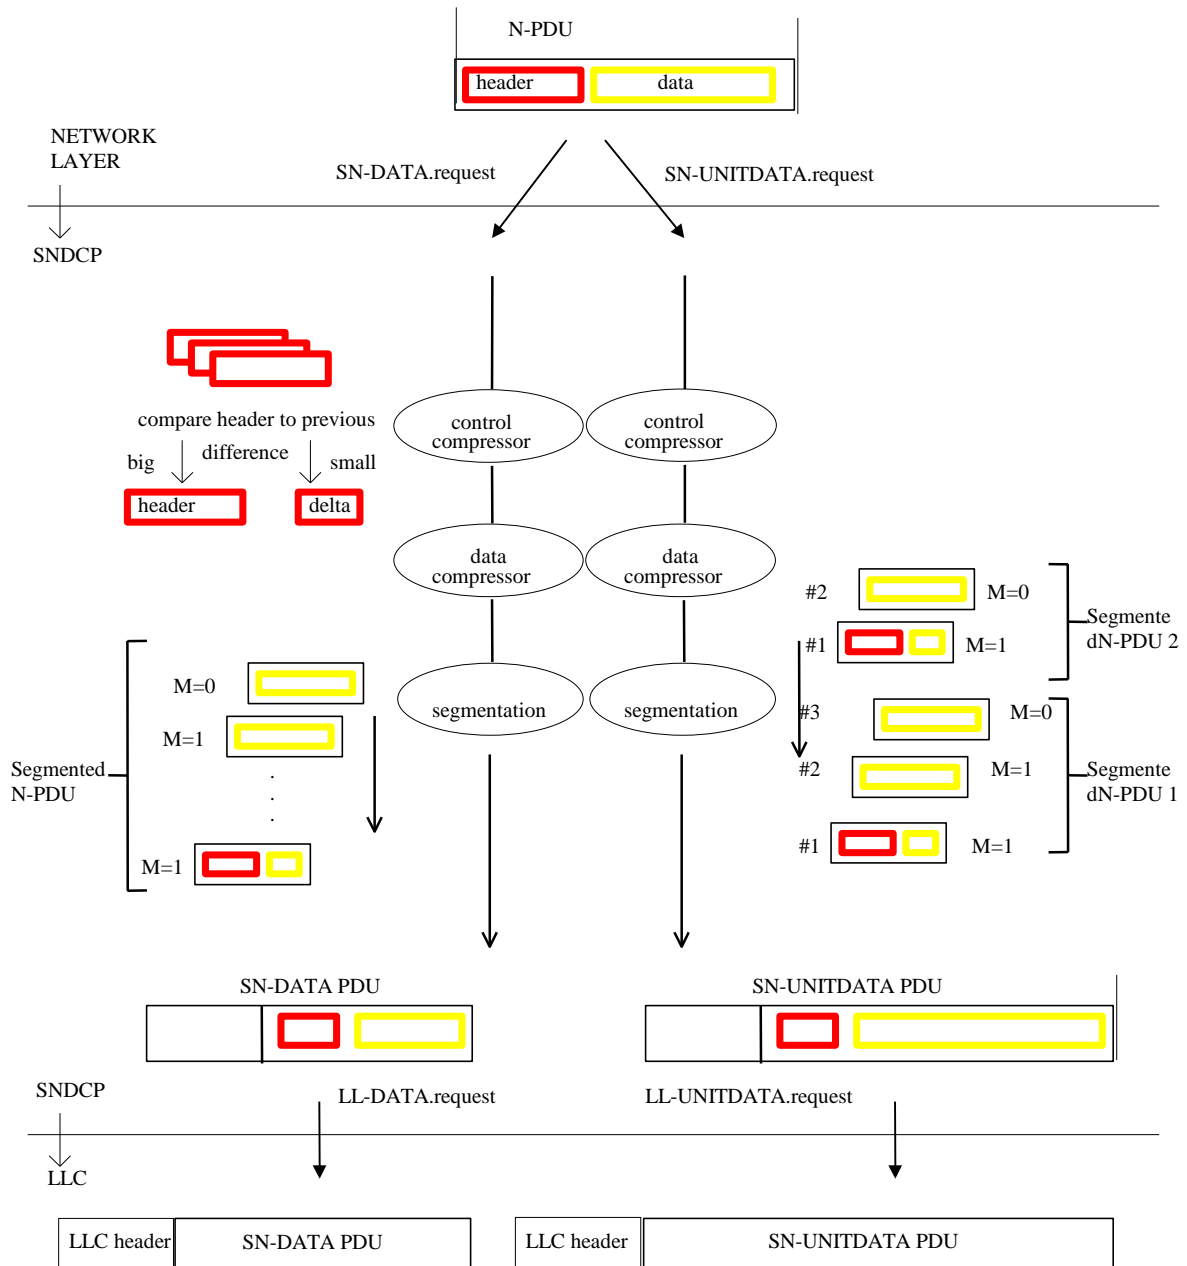 N-PDU
header
data
NETWORK
LAYER
SN-DATA.request
SN-UNITDATA.request
SNDCP
compare header to previous
difference
big
small
header
delta
control
compressor
control
compressor
data
compressor
data
compressor
segmentation
segmentation
#2
M=0
#1
M=1
Segmente
dN-PDU 2
#3
M=0
#2
M=1
#1
M=1
Segmente
dN-PDU 1
M=0
M=1
.
.
.
M=1
Segmented
N-PDU
SN-DATA PDU
SN-UNITDATA PDU
SNDCP
LL-DATA.request
LL-UNITDATA.request
LLC
LLC header
SN-DATA PDU
LLC header
SN-UNITDATA PDU